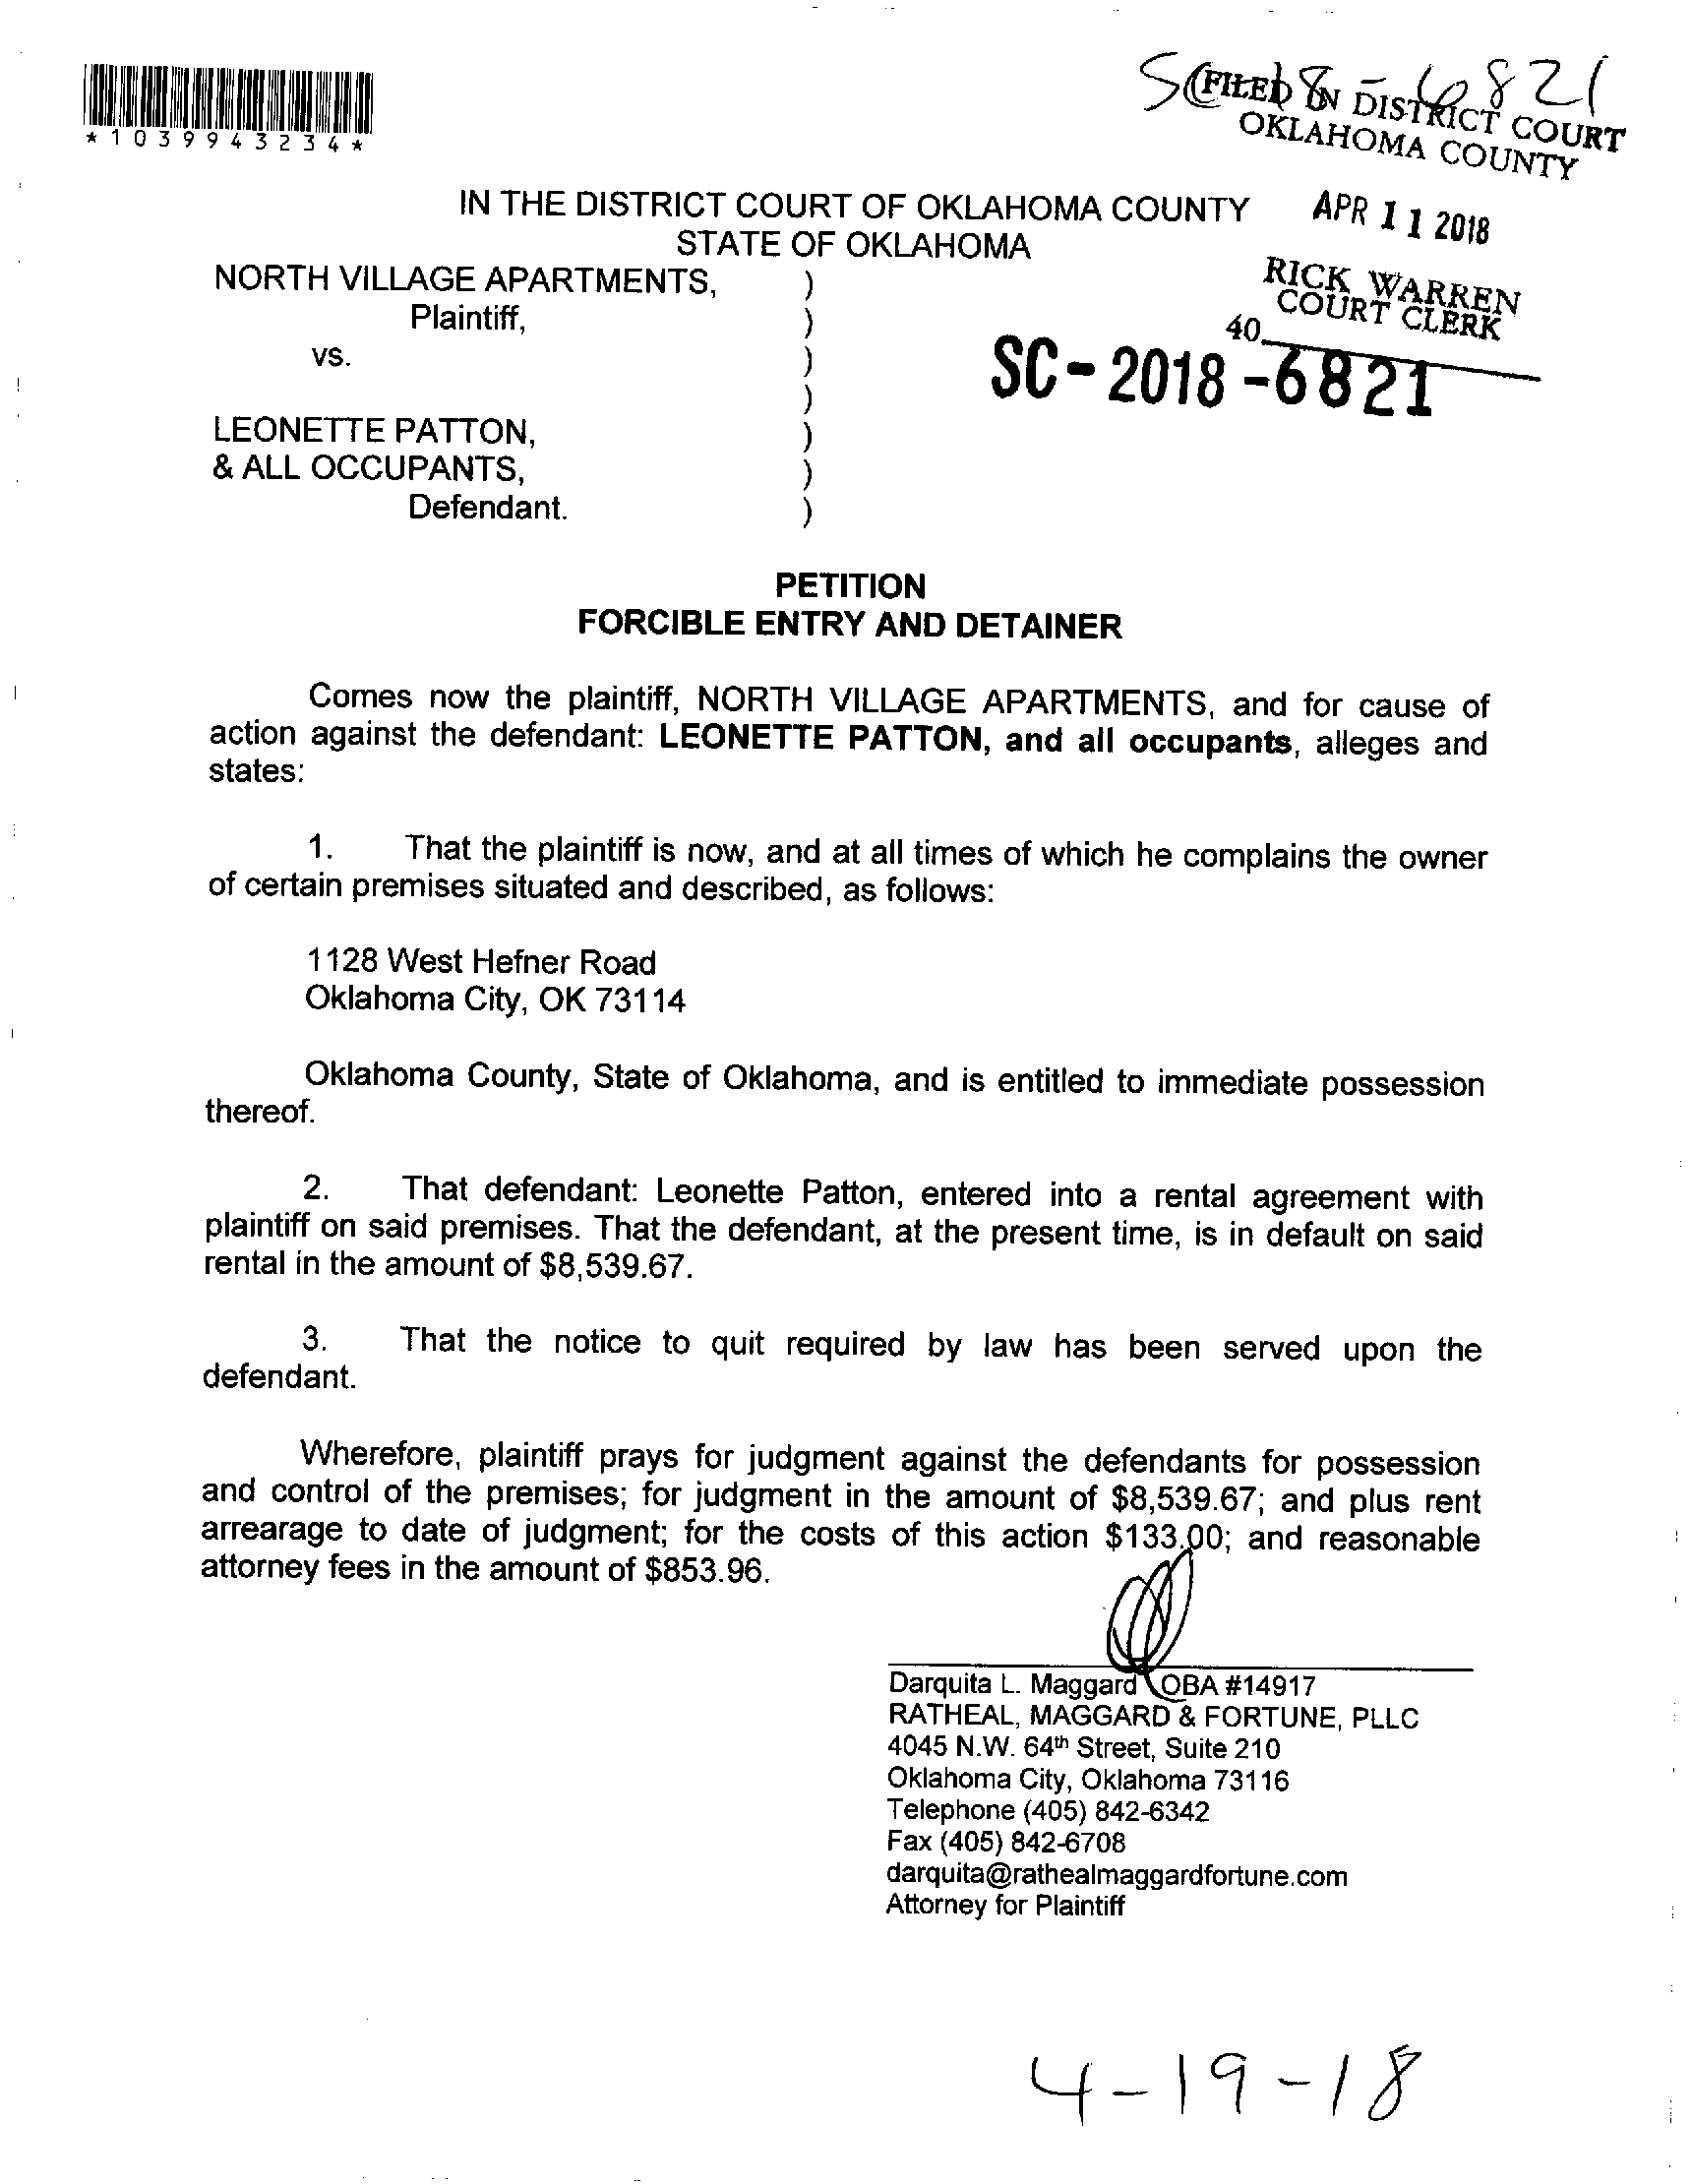 SC18-6821
FILED IN DISTRICT COURT
OKLAHOMA COUNTY
*1039943234*
IN THE DISTRICT COURT OF OKLAHOMA COUNTY
STATE OF OKLAHOMA
APR 11 2018
RICK WARREN
COURT CLERK
40
SC-2018-6821
NORTH VILLAGE APARTMENTS, )
Plaintiff, )
vs. )
)
LEONETTE PATTON, )
& ALL OCCUPANTS, )
Defendant. )
PETITION
FORCIBLE ENTRY AND DETAINER
Comes now the plaintiff, NORTH VILLAGE APARTMENTS, and for cause of
action against the defendant: LEONETTE PATTON, and all occupants, alleges and
states:
1. That the plaintiff is now, and at all times of which he complains the owner
of certain premises situated and described, as follows:
1128 West Hefner Road
Oklahoma City, OK 73114
Oklahoma County, State of Oklahoma, and is entitled to immediate possession
thereof.
2. That defendant: Leonette Patton, entered into a rental agreement with
plaintiff on said premises. That the defendant, at the present time, is in default on said
rental in the amount of $8,539.67.
3. That the notice to quit required by law has been served upon the
defendant.
Wherefore, plaintiff prays for judgment against the defendants for possession
and control of the premises; for judgment in the amount of $8,539.67; and plus rent
arrearage to date of judgment; for the costs of this action $133.00; and reasonable
attorney fees in the amount of $853.96.
Darquita L. Maggard OBA #14917
RATHEAL, MAGGARD & FORTUNE, PLLC
4045 N.W. 64th Street, Suite 210
Oklahoma City, Oklahoma 73116
Telephone (405) 842-6342
Fax (405) 842-6708
darquita@rathealmaggardfortune.com
Attorney for Plaintiff
4-19-18